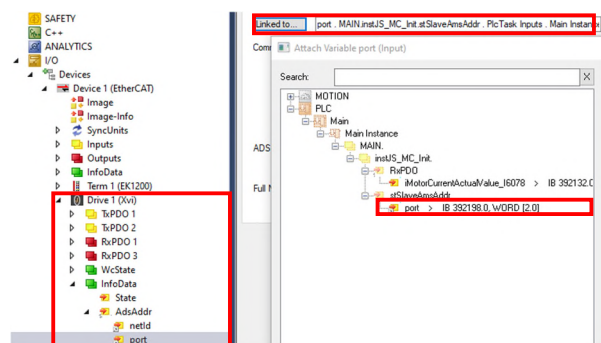 SAFETY
C++
ANALYTICS
I/O
Devices
Device 1 (EtherCAT)
Image
Image-Info
SyncUnits
Inputs
Outputs
InfoData
Term 1 (EK1200)
Drive 1 (Xvi)
TxPDO 1
TxPDO 2
RxPDO 1
RxPDO 3
WcState
InfoData
State
AdsAddr
netId
port
Linked to...
port . MAIN.instJS_MC_Init.stSlaveAmsAddr . PlcTask Inputs . Main Instance
Com
ADS
Full
Attach Variable port (Input)
Search:
X
MOTION
PLC
Main
Main Instance
MAIN.
instJS_MC_Init.
RxPDO
iMotorCurrentActualValue_I6078 > IB 392132.0
stSlaveAmsAddr
port > IB 392198.0, WORD [2.0]